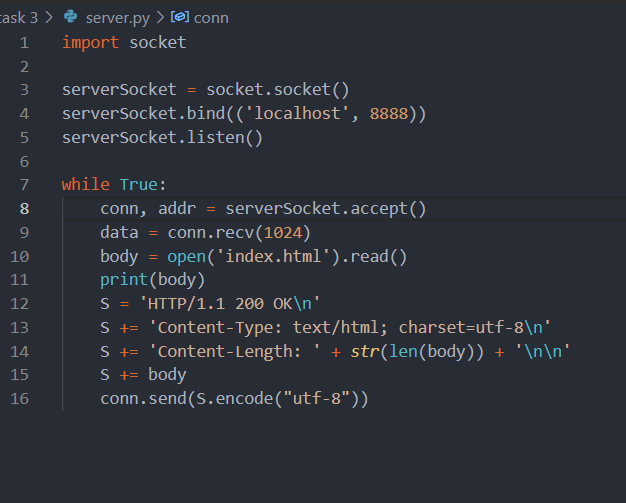 task 3 > server.py > conn
1 import socket
2
3 serverSocket = socket.socket()
4 serverSocket.bind(('localhost', 8888))
5 serverSocket.listen()
6
7 while True:
8     conn, addr = serverSocket.accept()
9     data = conn.recv(1024)
10     body = open('index.html').read()
11     print(body)
12     S = 'HTTP/1.1 200 OK\n'
13     S += 'Content-Type: text/html; charset=utf-8\n'
14     S += 'Content-Length: ' + str(len(body)) + '\n\n'
15     S += body
16     conn.send(S.encode("utf-8"))